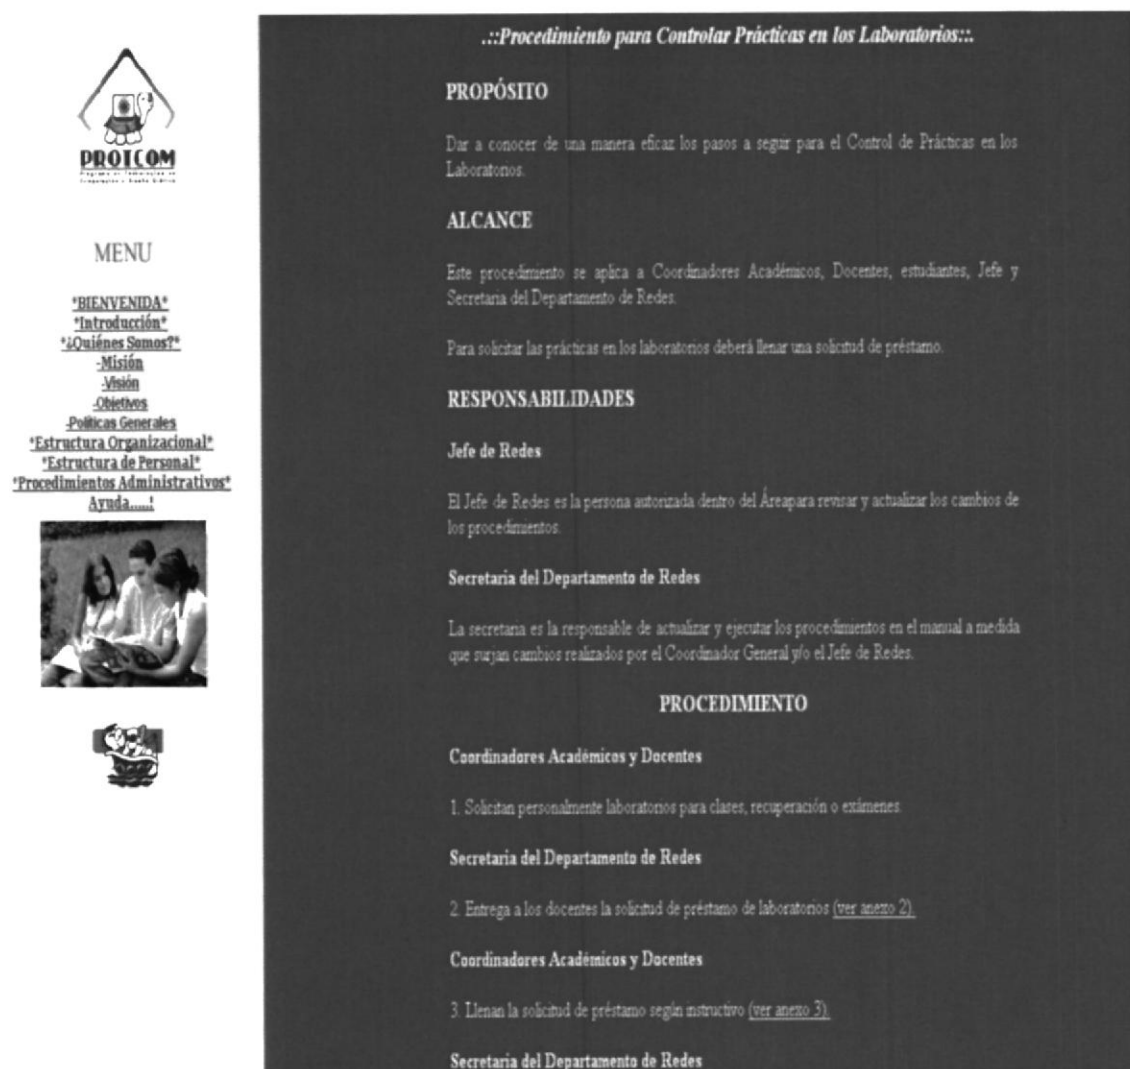 PROTCOM
MENU
*BIENVENIDA*
*Introducción*
*¿Quiénes Somos?*
-Misión
-Visión
-Objetivos
-Políticas Generales
*Estructura Organizacional*
*Estructura de Personal*
*Procedimientos Administrativos*
Ayuda.....!
.::Procedimiento para Controlar Prácticas en los Laboratorios::.
PROPÓSITO
Dar a conocer de una manera eficaz los pasos a seguir para el Control de Prácticas en los
Laboratorios.
ALCANCE
Este procedimiento se aplica a Coordinadores Académicos, Docentes, estudiantes, Jefe y
Secretaria del Departamento de Redes.
Para solicitar las prácticas en los laboratorios deberá llenar una solicitud de préstamo.
RESPONSABILIDADES
Jefe de Redes
El Jefe de Redes es la persona autorizada dentro del Áreapara revisar y actualizar los cambios de
los procedimientos.
Secretaria del Departamento de Redes
La secretaria es la responsable de actualizar y ejecutar los procedimientos en el manual a medida
que surjan cambios realizados por el Coordinador General y/o el Jefe de Redes.
PROCEDIMIENTO
Coordinadores Académicos y Docentes
1. Solicitan personalmente laboratorios para clases, recuperación o exámenes.
Secretaria del Departamento de Redes
2. Entrega a los docentes la solicitud de préstamo de laboratorios (ver anexo 2).
Coordinadores Académicos y Docentes
3. Llenan la solicitud de préstamo según instructivo (ver anexo 3).
Secretaria del Departamento de Redes